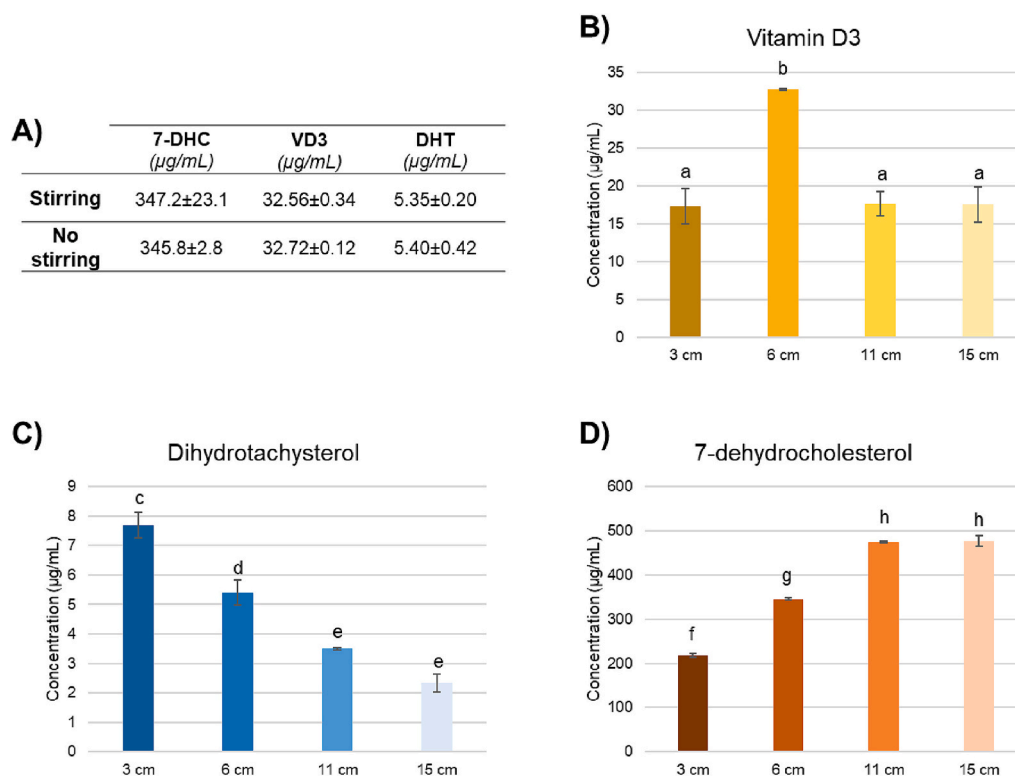 A)
7-DHC VD3 DHT
(µg/mL) (µg/mL) (µg/mL)
Stirring 347.2±23.1 32.56±0.34 5.35±0.20
No
stirring 345.8±2.8 32.72±0.12 5.40±0.42
B)
Vitamin D3
Concentration (µg/mL)
35
30
25
20
15
10
5
0
a
b
a
a
3 cm 6 cm 11 cm 15 cm
C)
Dihydrotachysterol
Concentration (µg/mL)
9
8
7
6
5
4
3
2
1
0
c
d
e
e
3 cm 6 cm 11 cm 15 cm
D)
7-dehydrocholesterol
Concentration (µg/mL)
600
500
400
300
200
100
0
f
g
h
h
3 cm 6 cm 11 cm 15 cm